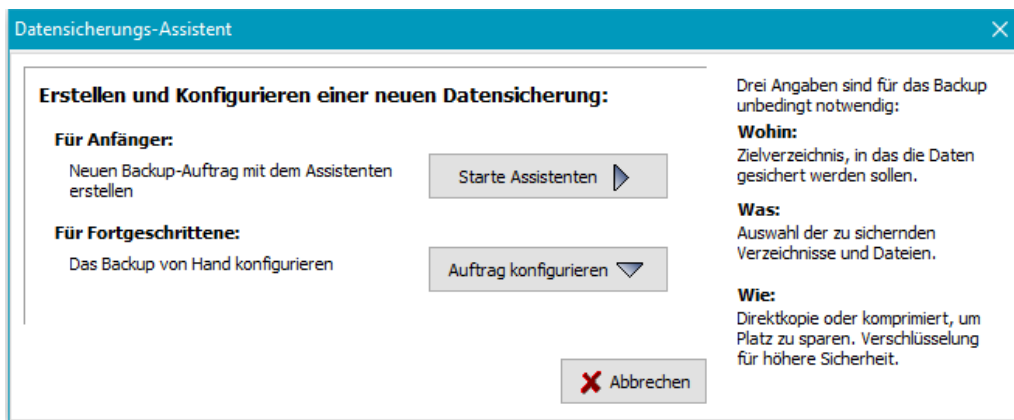 Datensicherungs-Assistent
Erstellen und Konfigurieren einer neuen Datensicherung:
Für Anfänger:
Neuen Backup-Auftrag mit dem Assistenten
erstellen
Starte Assistenten
Für Fortgeschrittene:
Das Backup von Hand konfigurieren
Auftrag konfigurieren
Abbrechen
Drei Angaben sind für das Backup
unbedingt notwendig:
Wohin:
Zielverzeichnis, in das die Daten
gesichert werden sollen.
Was:
Auswahl der zu sichernden
Verzeichnisse und Dateien.
Wie:
Direktkopie oder komprimiert, um
Platz zu sparen. Verschlüsselung
für höhere Sicherheit.